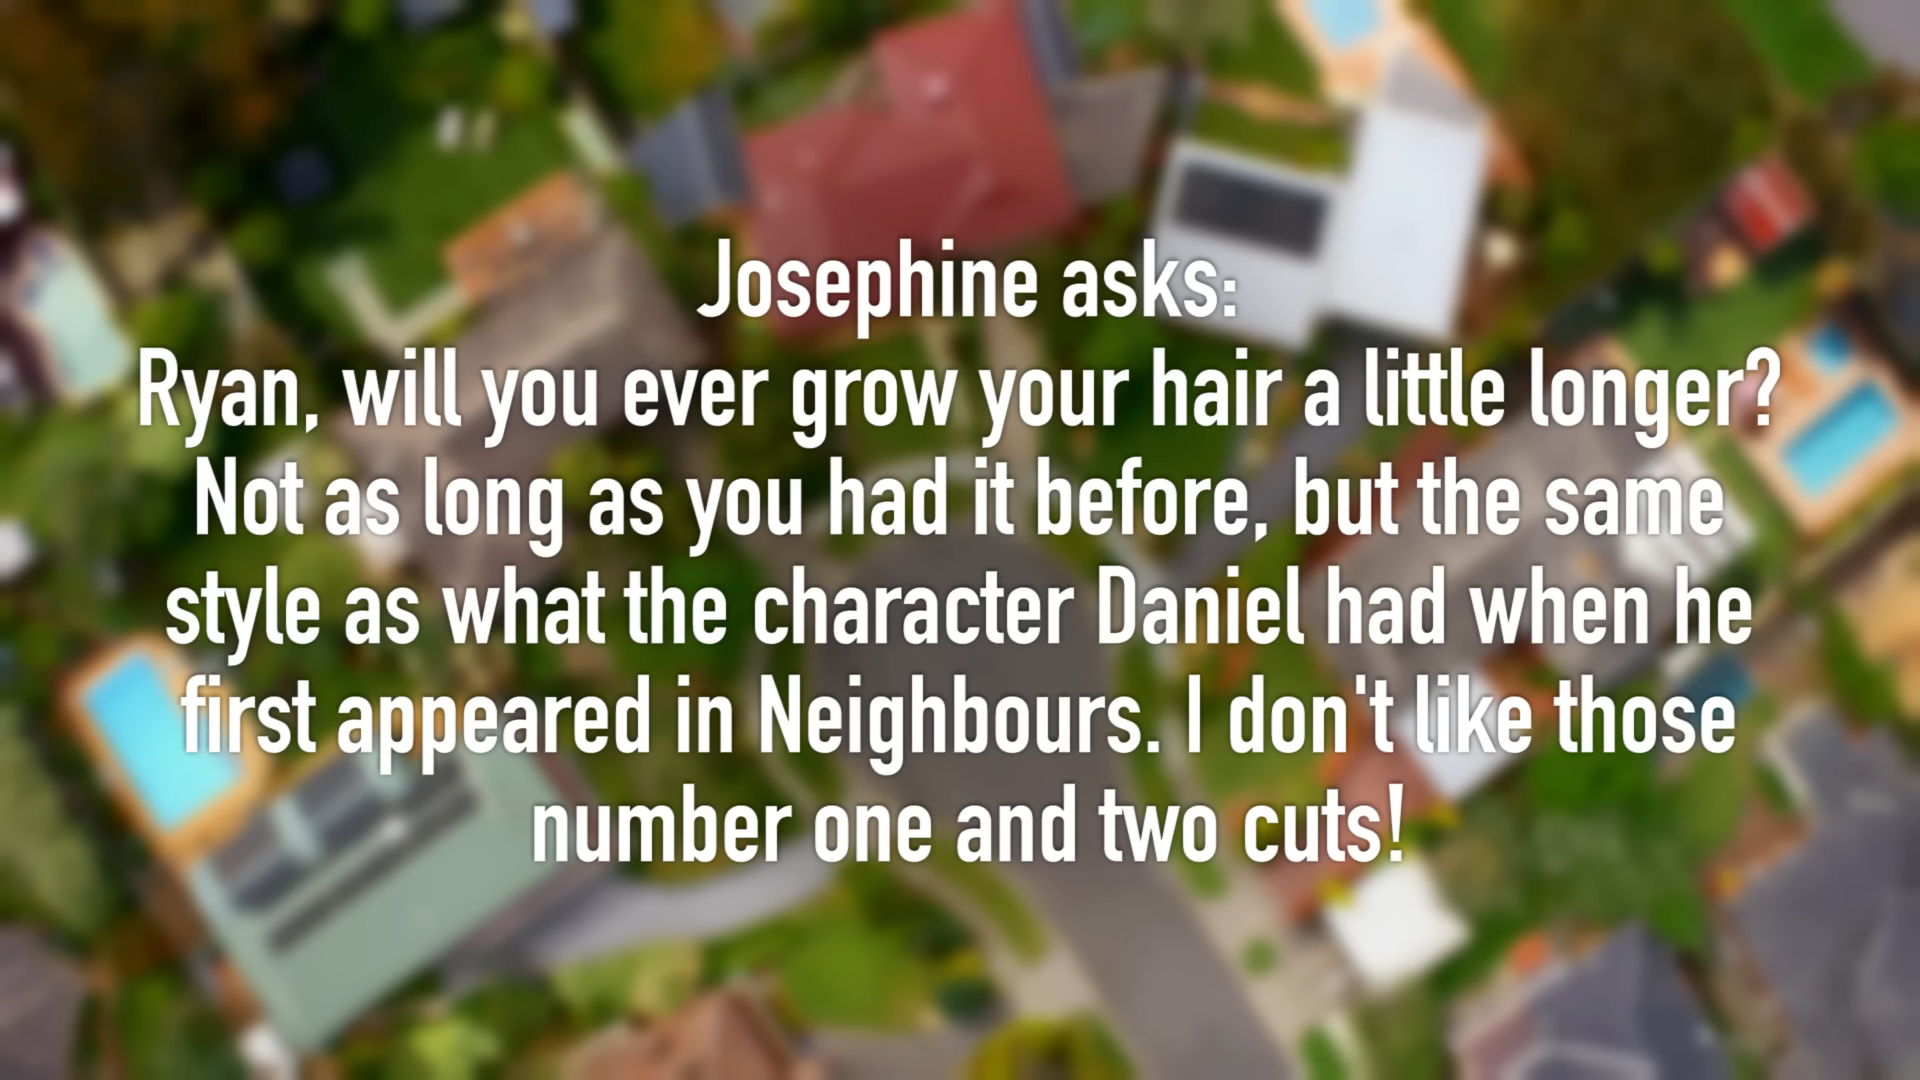 Josephine asks:
Ryan, will you ever grow your hair a little longer?
Not as long as you had it before, but the same
style as what the character Daniel had when he
first appeared in Neighbours. I don't like those
number one and two cuts!